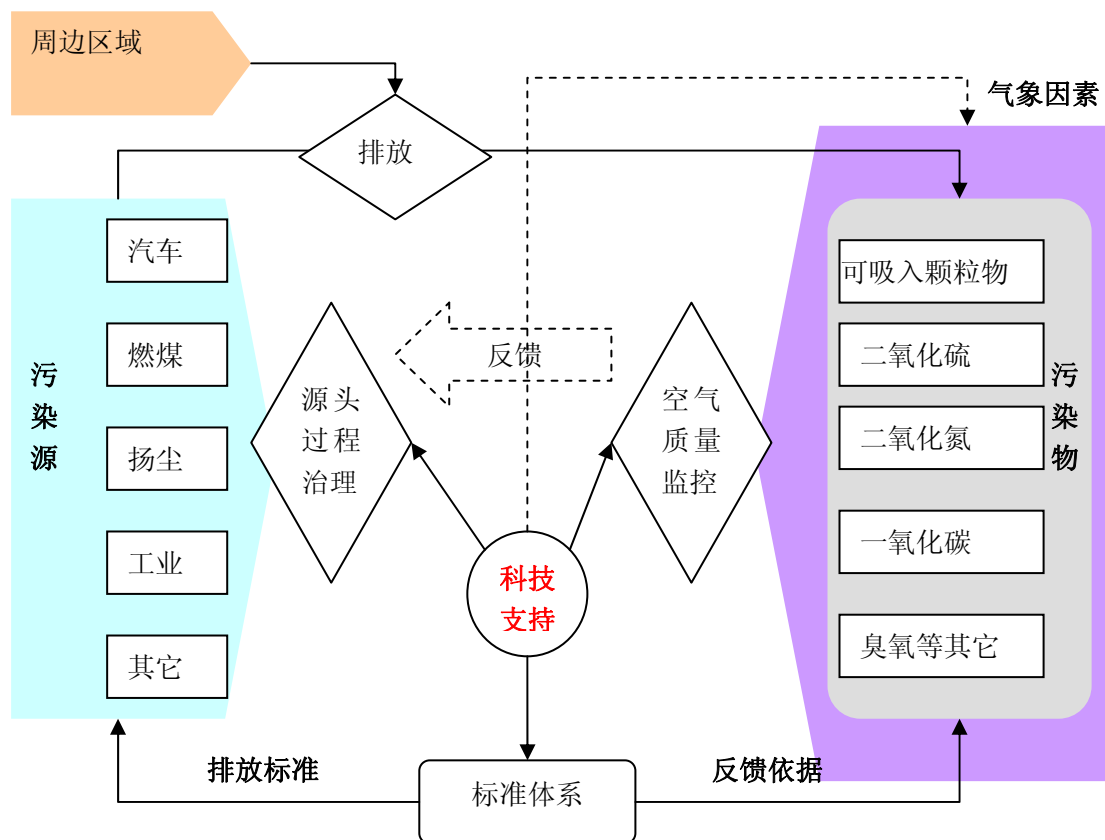 周边区域
气象因素
排放
汽车
燃煤
扬尘
工业
其它
污
染
源
源头
过程
治理
反馈
空气
质量
监控
可吸入颗粒物
二氧化硫
二氧化氮
一氧化碳
臭氧等其它
污
染
物
科技
支持
排放标准
标准体系
反馈依据